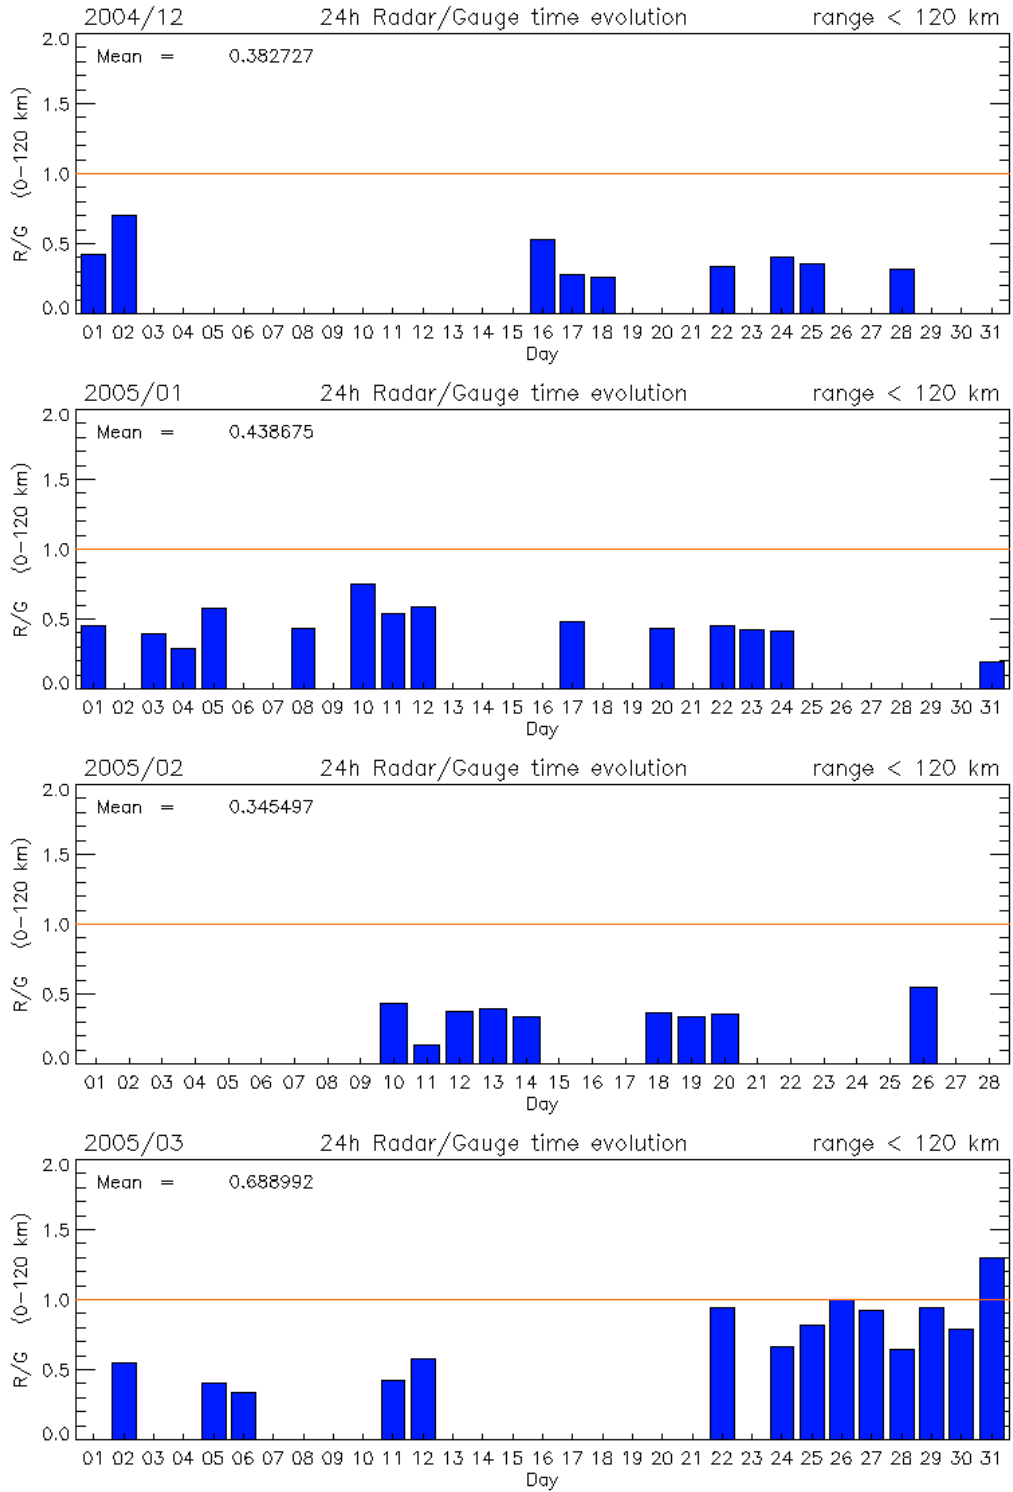 2004/12 24h Radar/Gauge time evolution range < 120 km
2.0
Mean = 0.382727
1.5
1.0
0.5
0.0
R/G (0-120 km)
01 02 03 04 05 06 07 08 09 10 11 12 13 14 15 16 17 18 19 20 21 22 23 24 25 26 27 28 29 30 31
Day
2005/01 24h Radar/Gauge time evolution range < 120 km
2.0
Mean = 0.438675
1.5
1.0
0.5
0.0
R/G (0-120 km)
01 02 03 04 05 06 07 08 09 10 11 12 13 14 15 16 17 18 19 20 21 22 23 24 25 26 27 28 29 30 31
Day
2005/02 24h Radar/Gauge time evolution range < 120 km
2.0
Mean = 0.345497
1.5
1.0
0.5
0.0
R/G (0-120 km)
01 02 03 04 05 06 07 08 09 10 11 12 13 14 15 16 17 18 19 20 21 22 23 24 25 26 27 28
Day
2005/03 24h Radar/Gauge time evolution range < 120 km
2.0
Mean = 0.688992
1.5
1.0
0.5
0.0
R/G (0-120 km)
01 02 03 04 05 06 07 08 09 10 11 12 13 14 15 16 17 18 19 20 21 22 23 24 25 26 27 28 29 30 31
Day